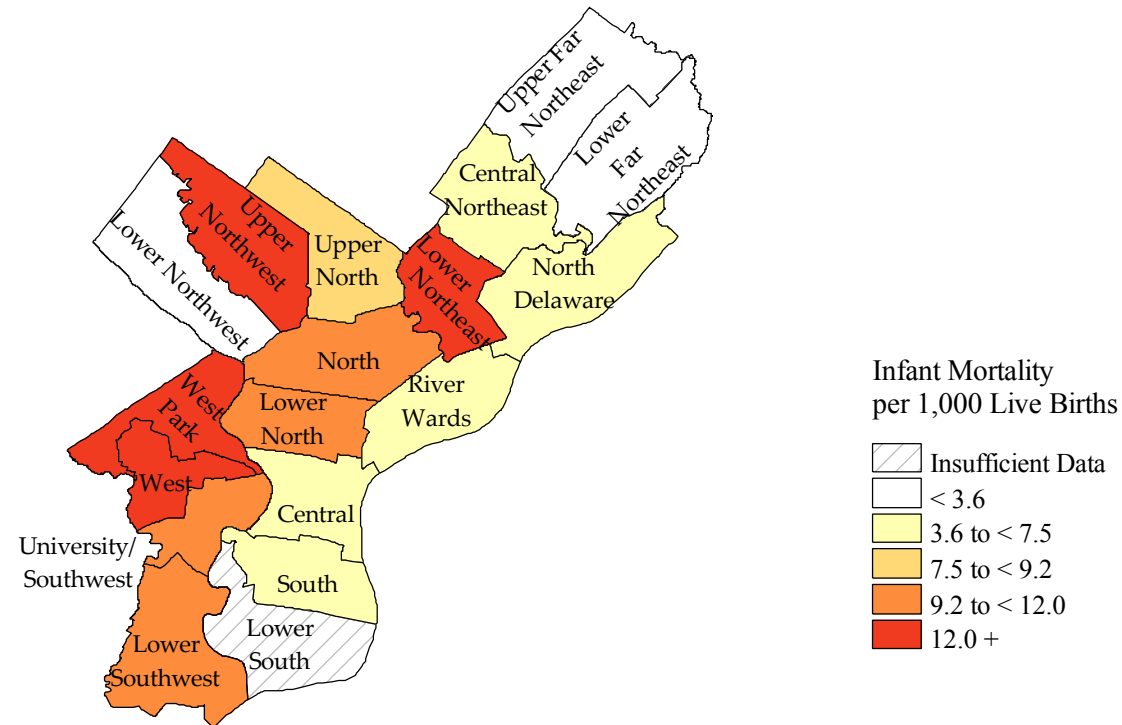 Upper Far
Northeast
Lower
Far
Northeast
Central
Northeast
Upper
Northwest
Lower Northwest
Upper
North
Lower
Northeast
North
Delaware
North
River
Wards
West
Park
Lower
North
West
Central
University/
Southwest
South
Lower
South
Lower
Southwest
Infant Mortality
per 1,000 Live Births
Insufficient Data
< 3.6
3.6 to < 7.5
7.5 to < 9.2
9.2 to < 12.0
12.0 +